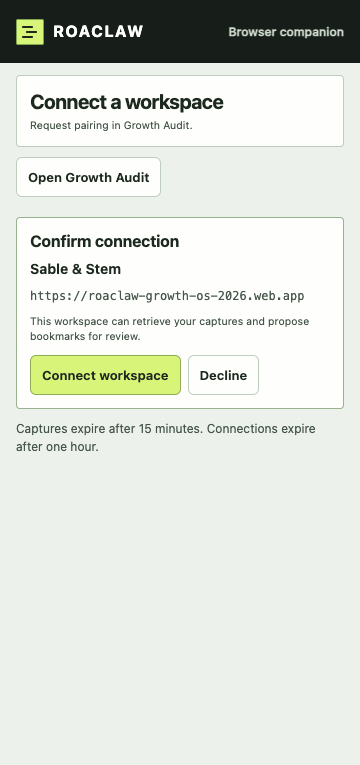 ROACLAW
Browser companion
Connect a workspace
Request pairing in Growth Audit.
Open Growth Audit
Confirm connection
Sable & Stem
https://roaclaw-growth-os-2026.web.app
This workspace can retrieve your captures and propose
bookmarks for review.
Connect workspace
Decline
Captures expire after 15 minutes. Connections expire
after one hour.